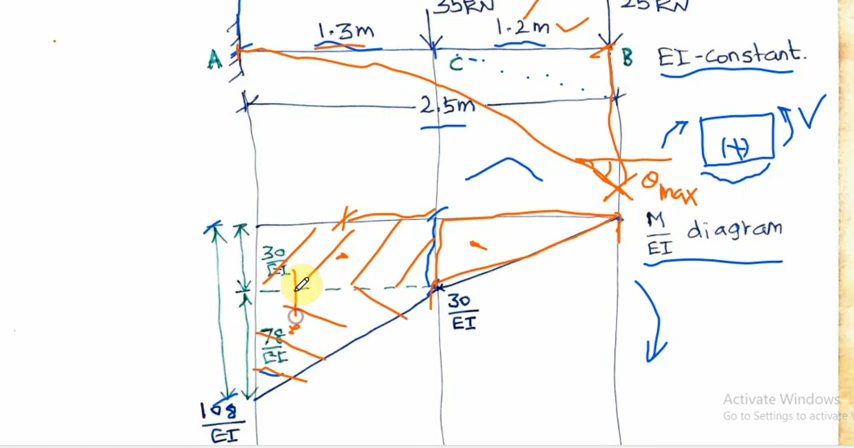 35KN 25KN
1.3m 1.2m
A C B EI-constant.
2.5m
(+)
θmax
M/EI diagram
30/EI
30/EI
78/EI
108/EI
Activate Windows
Go to Settings to activate